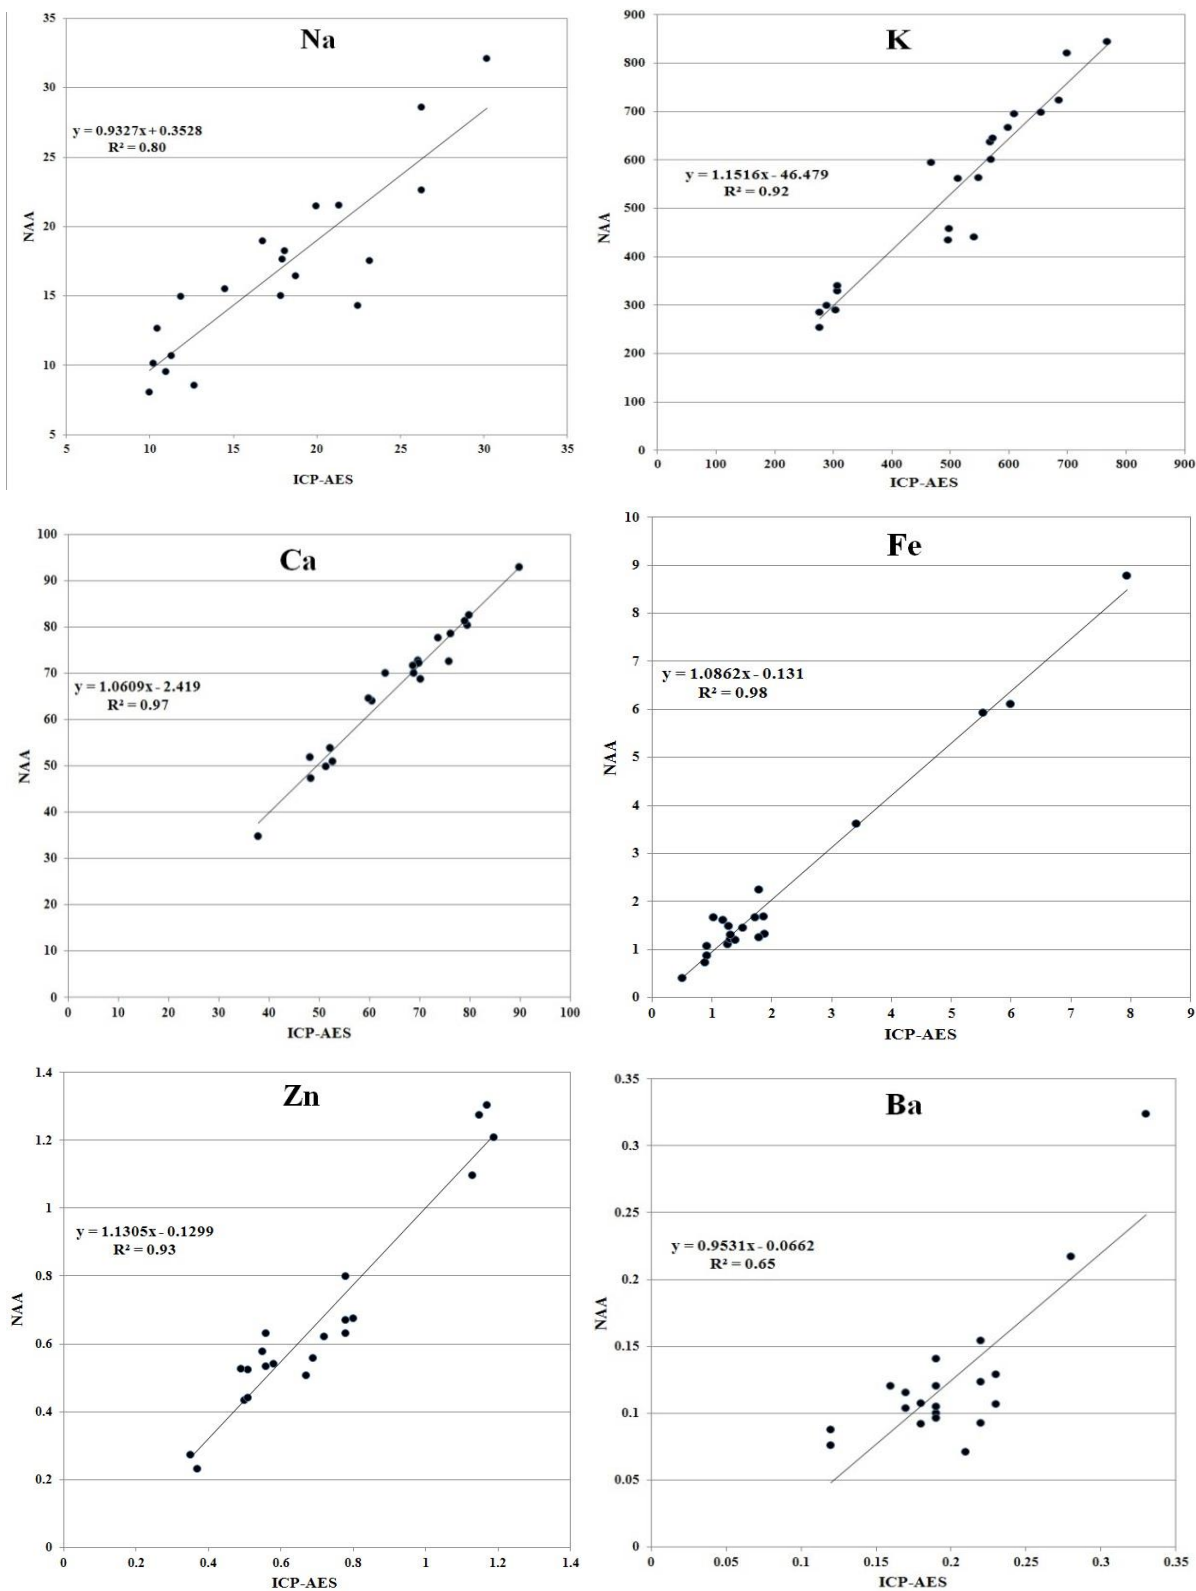 Na
y = 0.9327x + 0.3528
R² = 0.80
35
30
25
20
15
10
5
5 10 15 20 25 30 35
NAA
ICP-AES
K
y = 1.1516x - 46.479
R² = 0.92
900
800
700
600
500
400
300
200
100
0
0 100 200 300 400 500 600 700 800 900
NAA
ICP-AES
Ca
y = 1.0609x - 2.419
R² = 0.97
100
90
80
70
60
50
40
30
20
10
0
0 10 20 30 40 50 60 70 80 90 100
NAA
ICP-AES
Fe
y = 1.0862x - 0.131
R² = 0.98
10
9
8
7
6
5
4
3
2
1
0
0 1 2 3 4 5 6 7 8 9
NAA
ICP-AES
Zn
y = 1.1305x - 0.1299
R² = 0.93
1.4
1.2
1
0.8
0.6
0.4
0.2
0
0 0.2 0.4 0.6 0.8 1 1.2 1.4
NAA
ICP-AES
Ba
y = 0.9531x - 0.0662
R² = 0.65
0.35
0.3
0.25
0.2
0.15
0.1
0.05
0
0 0.05 0.1 0.15 0.2 0.25 0.3 0.35
NAA
ICP-AES